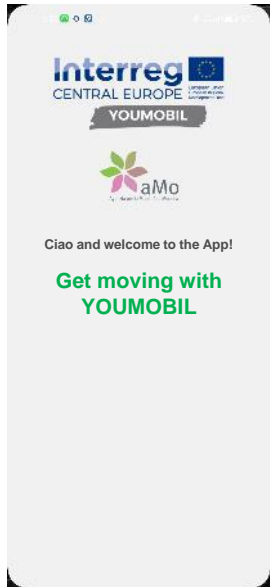 Interreg
CENTRAL EUROPE
YOUMOBIL
aMo
Ciao and welcome to the App!
Get moving with
YOUMOBIL